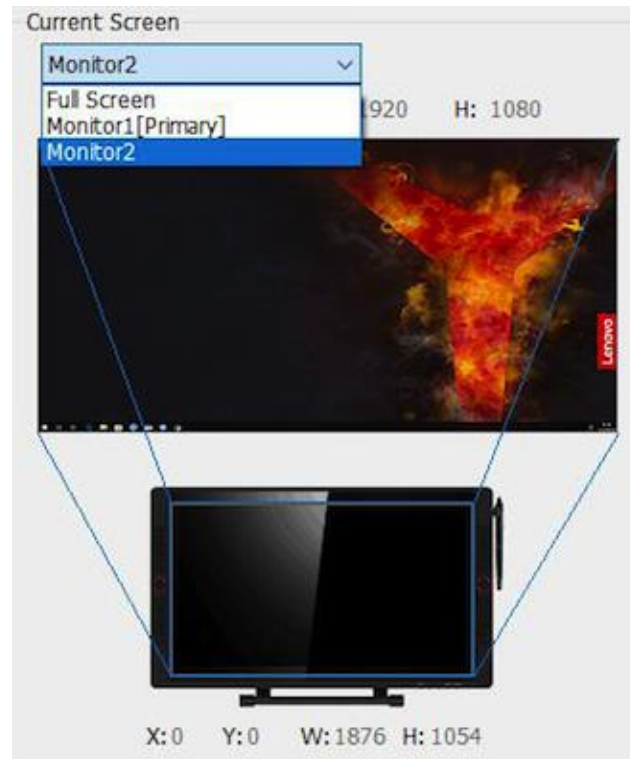 Current Screen
Monitor2
Full Screen
Monitor1[Primary]
Monitor2
1920 H: 1080
Lenovo
X: 0 Y: 0 W: 1876 H: 1054